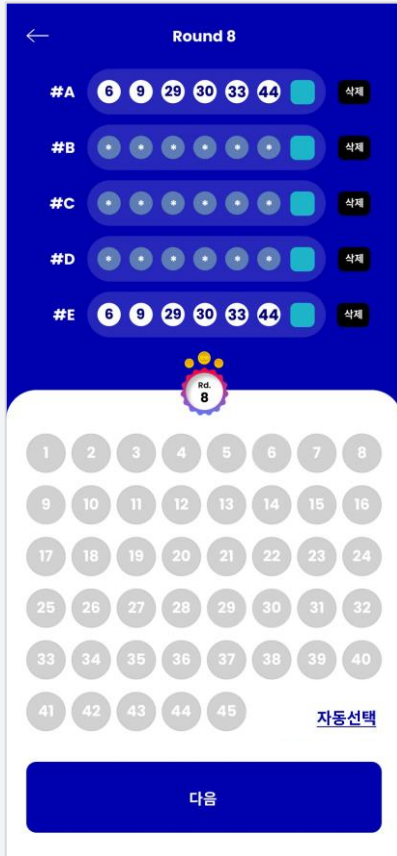 Round 8
#A 6 9 29 30 33 44 삭제
#B * * * * * * 삭제
#C * * * * * * 삭제
#D * * * * * * 삭제
#E 6 9 29 30 33 44 삭제
Rd.
8
1 2 3 4 5 6 7 8
9 10 11 12 13 14 15 16
17 18 19 20 21 22 23 24
25 26 27 28 29 30 31 32
33 34 35 36 37 38 39 40
41 42 43 44 45 자동선택
다음